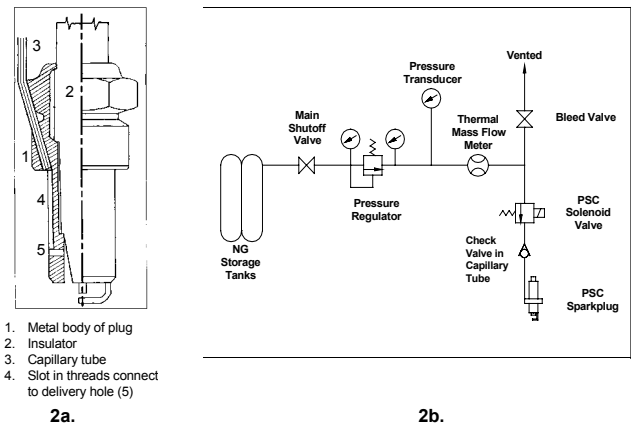 3
2
1
4
5
1. Metal body of plug
2. Insulator
3. Capillary tube
4. Slot in threads connect
to delivery hole (5)
2a.
Vented
Pressure
Transducer
Bleed Valve
Main
Shutoff
Valve
Thermal
Mass Flow
Meter
Pressure
Regulator
PSC
Solenoid
Valve
NG
Storage
Tanks
Check
Valve in
Capillary
Tube
PSC
Sparkplug
2b.